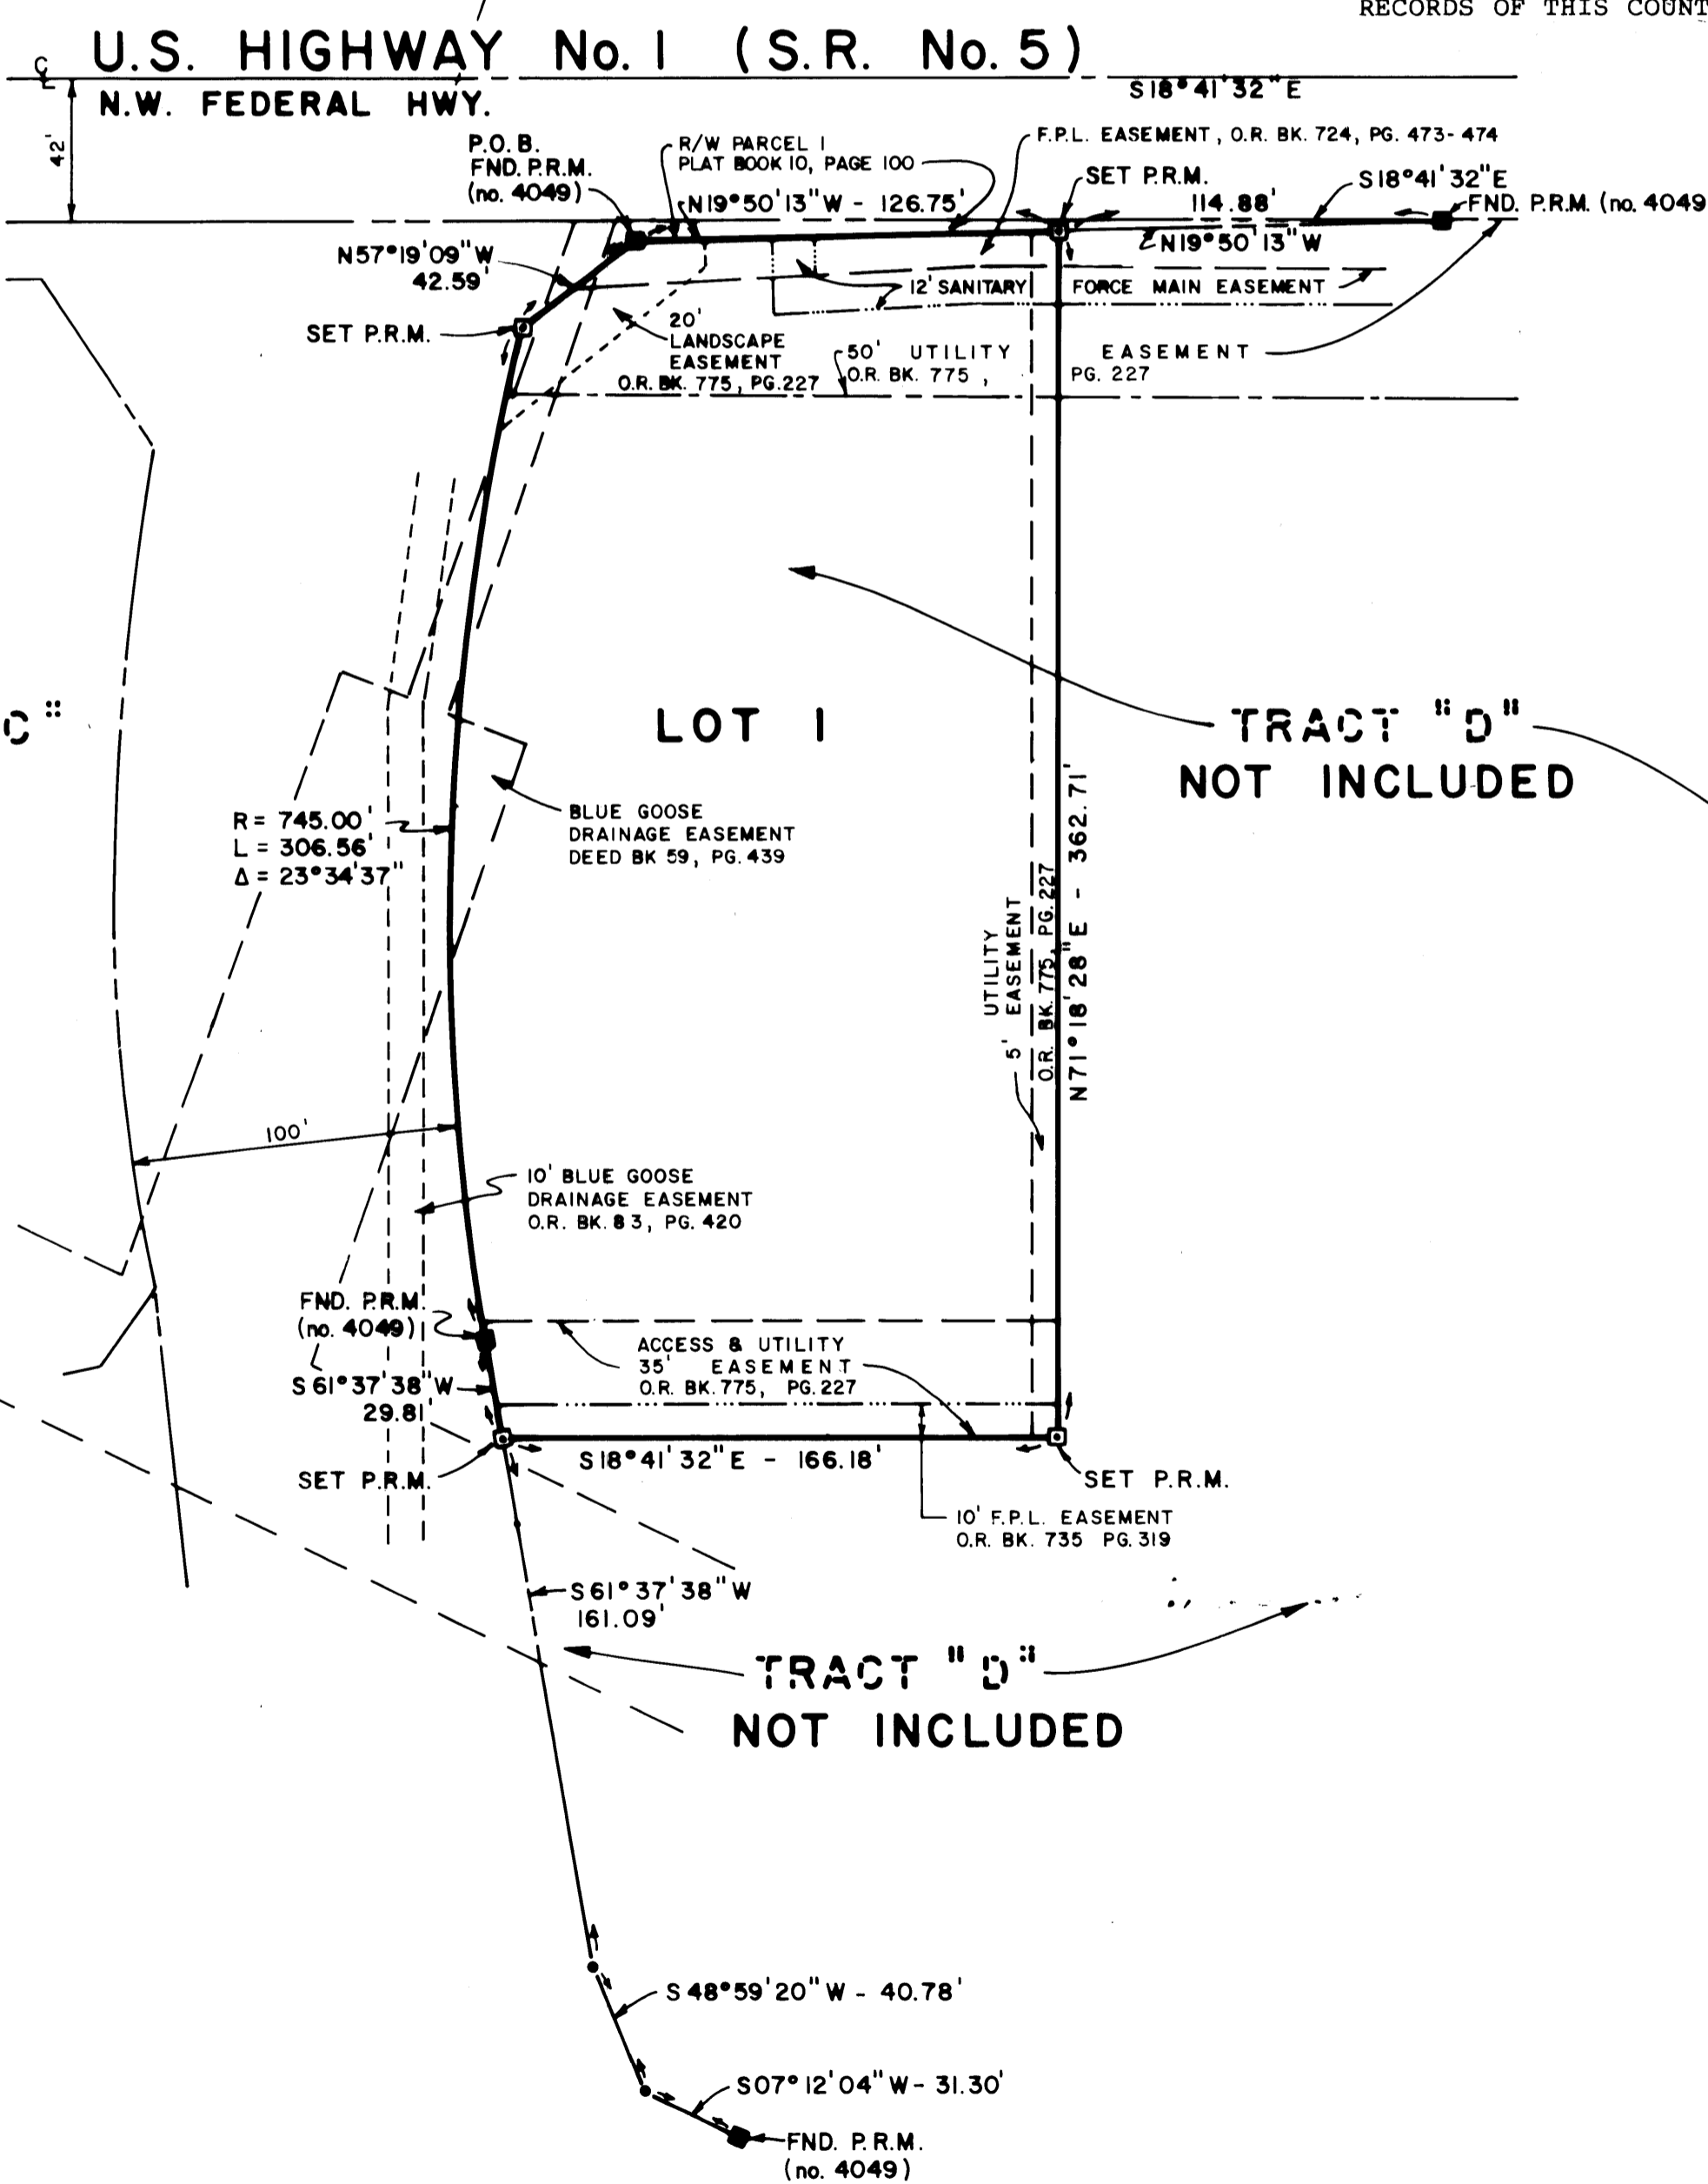 RECORDS OF THIS COUNT
U.S. HIGHWAY No. 1 (S.R. No. 5)
S18°41'32"E
N.W. FEDERAL HWY.
42'
P.O.B.
FND. P.R.M.
(no. 4049)
R/W PARCEL 1
PLAT BOOK 10, PAGE 100
F.P.L. EASEMENT, O.R. BK. 724, PG. 473-474
SET P.R.M.
S18°41'32"E
N19°50'13"W - 126.75'
114.88'
FND. P.R.M. (no. 4049
N19°50'13"W
N57°19'09"W
42.59'
12' SANITARY FORCE MAIN EASEMENT
SET P.R.M.
20'
LANDSCAPE
EASEMENT
O.R. BK. 775, PG. 227
50' UTILITY EASEMENT
O.R. BK. 775, PG. 227
C"
LOT 1
TRACT "D"
NOT INCLUDED
R = 745.00'
L = 306.56'
Δ = 23°34'37"
BLUE GOOSE
DRAINAGE EASEMENT
DEED BK 59, PG. 439
5' UTILITY EASEMENT
O.R. BK. 775, PG. 227
N71°18'28"E - 362.71'
100'
10' BLUE GOOSE
DRAINAGE EASEMENT
O.R. BK. 83, PG. 420
FND. P.R.M.
(no. 4049)
ACCESS & UTILITY
35' EASEMENT
O.R. BK. 775, PG. 227
S61°37'38"W
29.81'
S18°41'32"E - 166.18'
SET P.R.M.
SET P.R.M.
10' F.P.L. EASEMENT
O.R. BK. 735 PG. 319
S61°37'38"W
161.09'
TRACT "D"
NOT INCLUDED
S48°59'20"W - 40.78'
S07°12'04"W - 31.30'
FND. P.R.M.
(no. 4049)